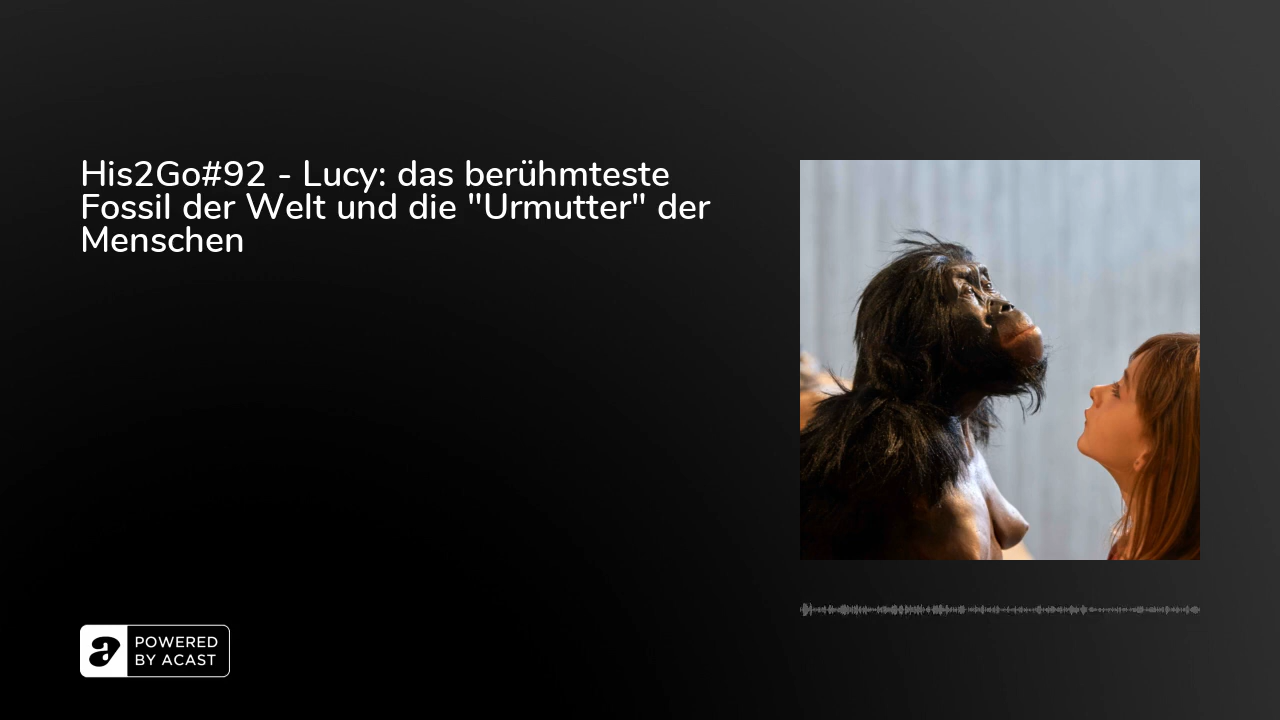 His2Go#92 - Lucy: das berühmteste
Fossil der Welt und die "Urmutter" der
Menschen
POWERED
BY ACAST